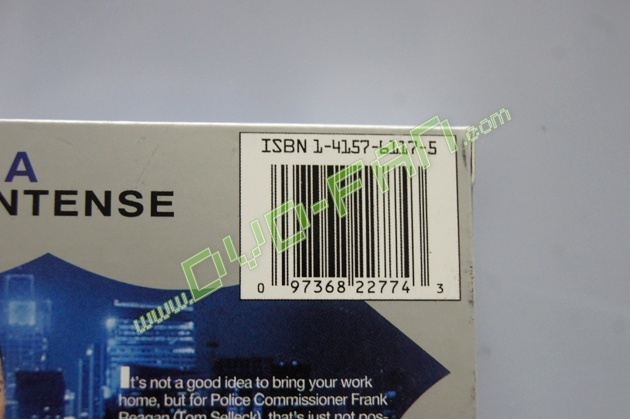 ISBN 1-4157-6117-5
A
NTENSE
0 97368 22774 3
www.DVD-FAN.com
It's not a good idea to bring your work
home, but for Police Commissioner Frank
Reagan (Tom Selleck), that's just not pos-